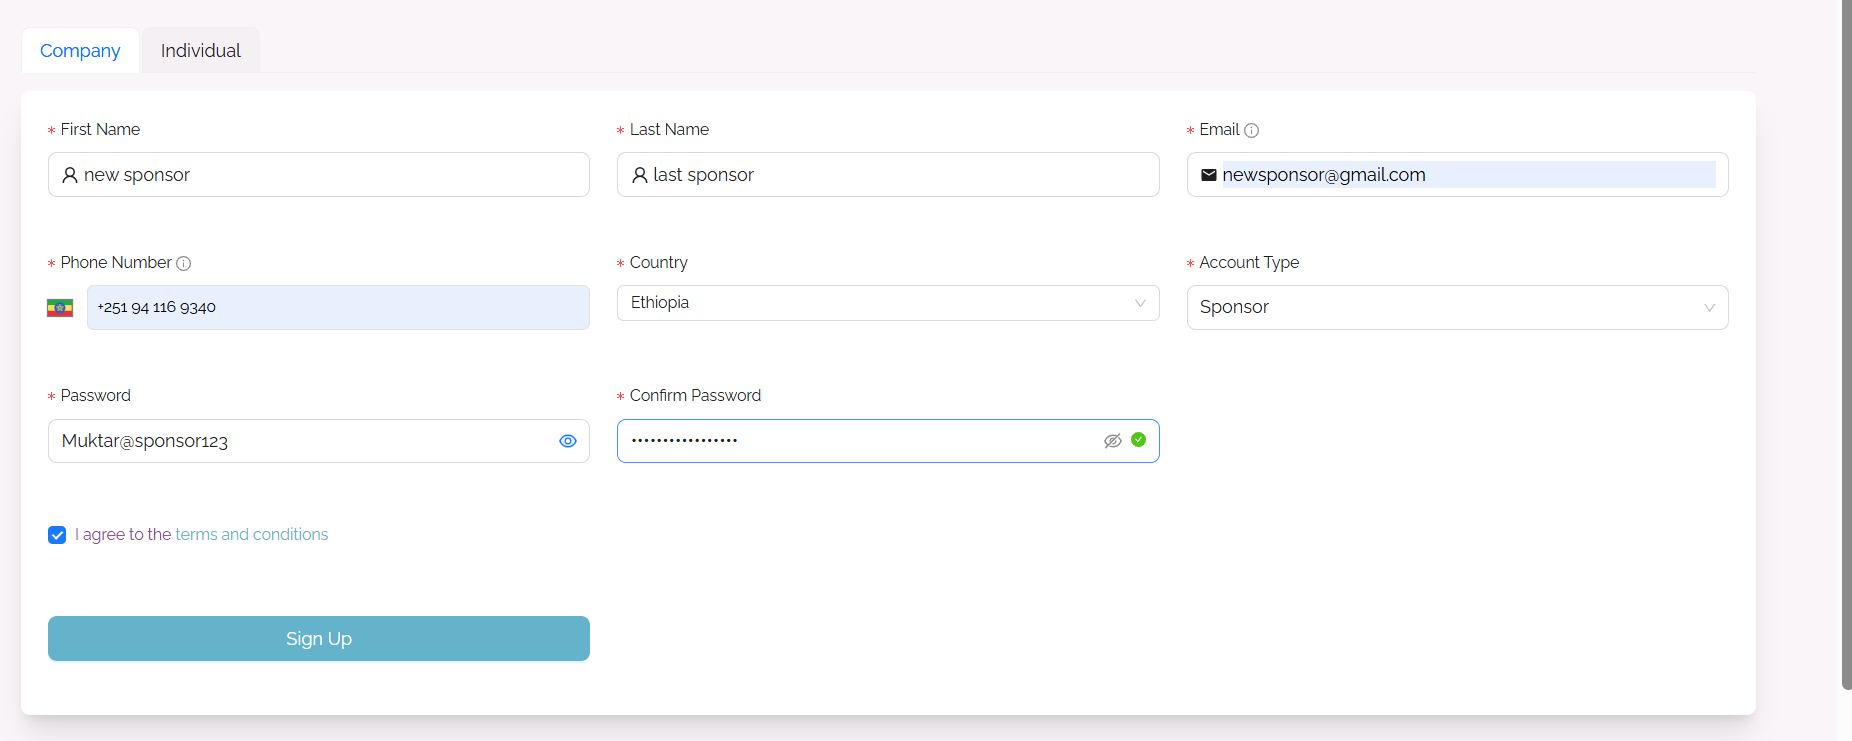 Company Individual
* First Name * Last Name * Email
new sponsor last sponsor newsponsor@gmail.com
* Phone Number * Country * Account Type
+251 94 116 9340 Ethiopia Sponsor
* Password * Confirm Password
Muktar@sponsor123 •••••••••••••••••
I agree to the terms and conditions
Sign Up